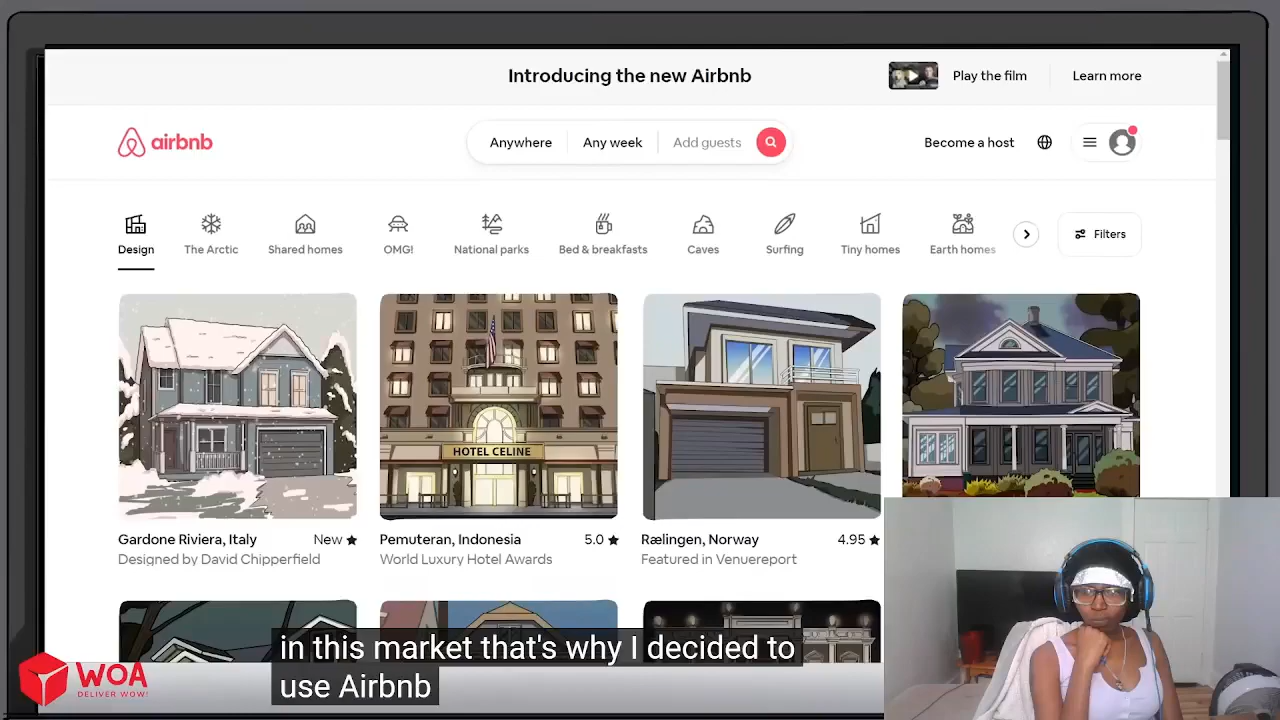 Introducing the new Airbnb
Play the film
Learn more
airbnb
Anywhere
Any week
Add guests
Become a host
Design
The Arctic
Shared homes
OMG!
National parks
Bed & breakfasts
Caves
Surfing
Tiny homes
Earth homes
Filters
HOTEL CELINE
Gardone Riviera, Italy
New
Designed by David Chipperfield
Pemuteran, Indonesia
5.0
World Luxury Hotel Awards
Rælingen, Norway
4.95
Featured in Venuereport
in this market that's why I decided to
use Airbnb
WOA
DELIVER WOW!